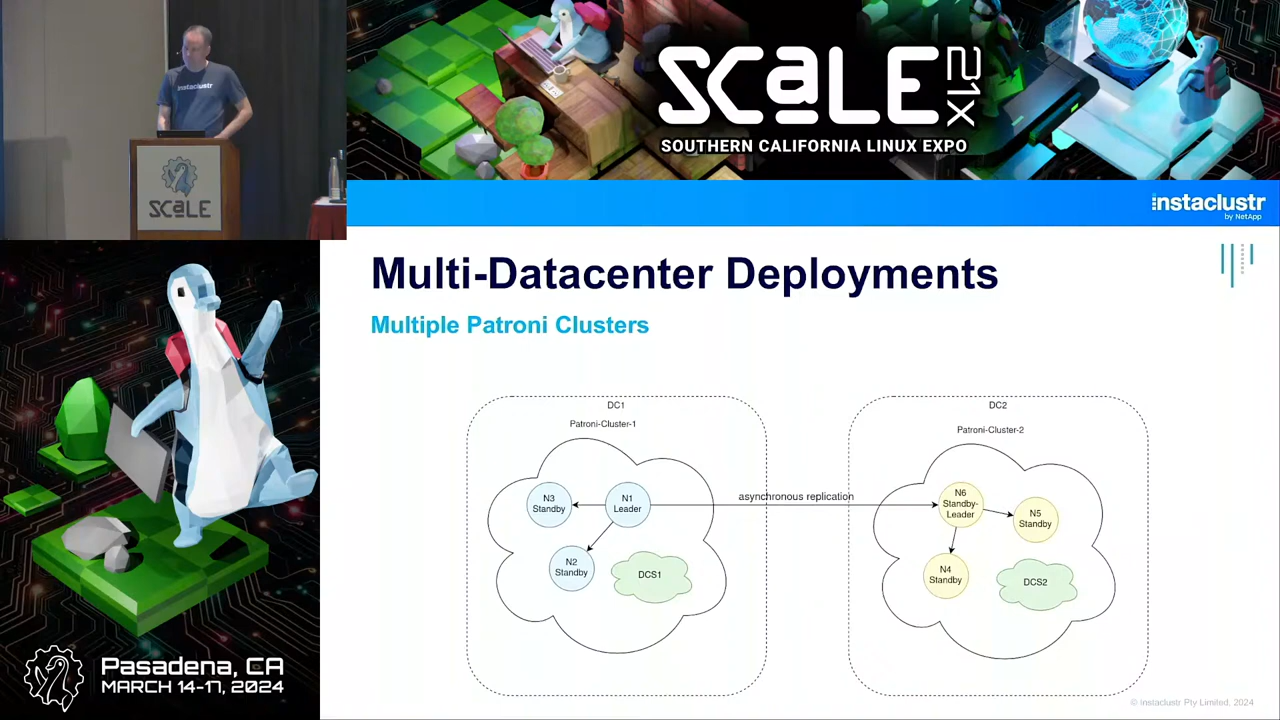 instaclustr
SCaLE
SCaLE 21x
SOUTHERN CALIFORNIA LINUX EXPO
instaclustr
by NetApp
Multi-Datacenter Deployments
Multiple Patroni Clusters
DC1
Patroni-Cluster-1
N3
Standby
N1
Leader
N2
Standby
DCS1
asynchronous replication
DC2
Patroni-Cluster-2
N6
Standby-
Leader
N5
Standby
N4
Standby
DCS2
Pasadena, CA
MARCH 14-17, 2024
© Instaclustr Pty Limited, 2024